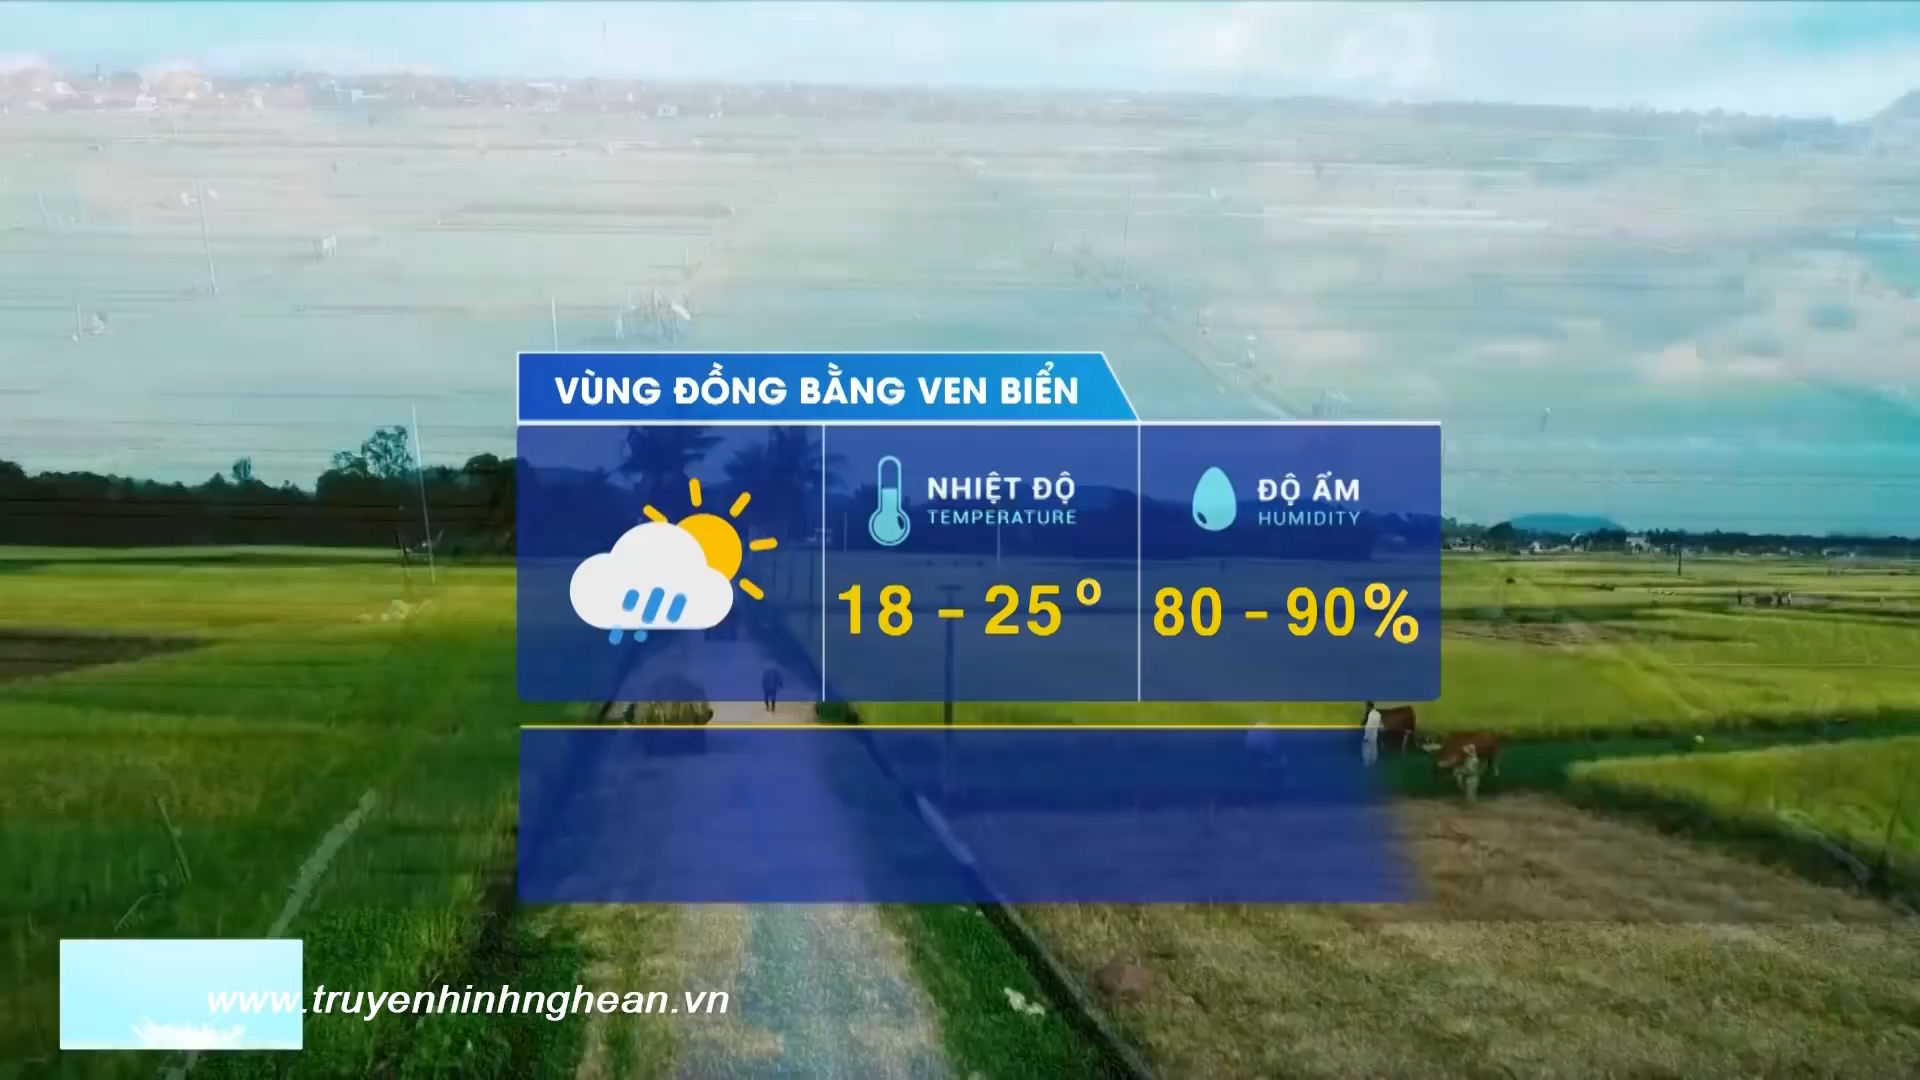 VÙNG ĐỒNG BẰNG VEN BIỂN
NHIỆT ĐỘ
TEMPERATURE
18 - 25°
ĐỘ ẨM
HUMIDITY
80 - 90%
www.truyenhinhnghean.vn